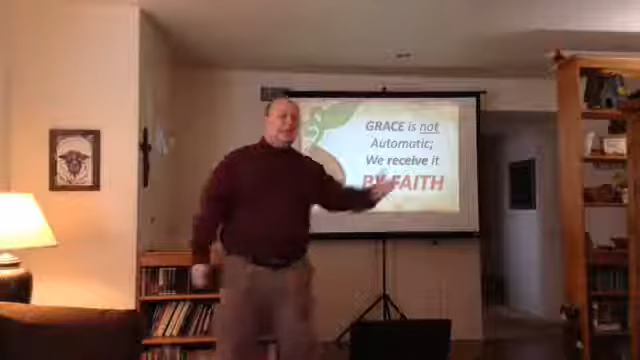 GRACE is not
Automatic;
We receive it
BY FAITH